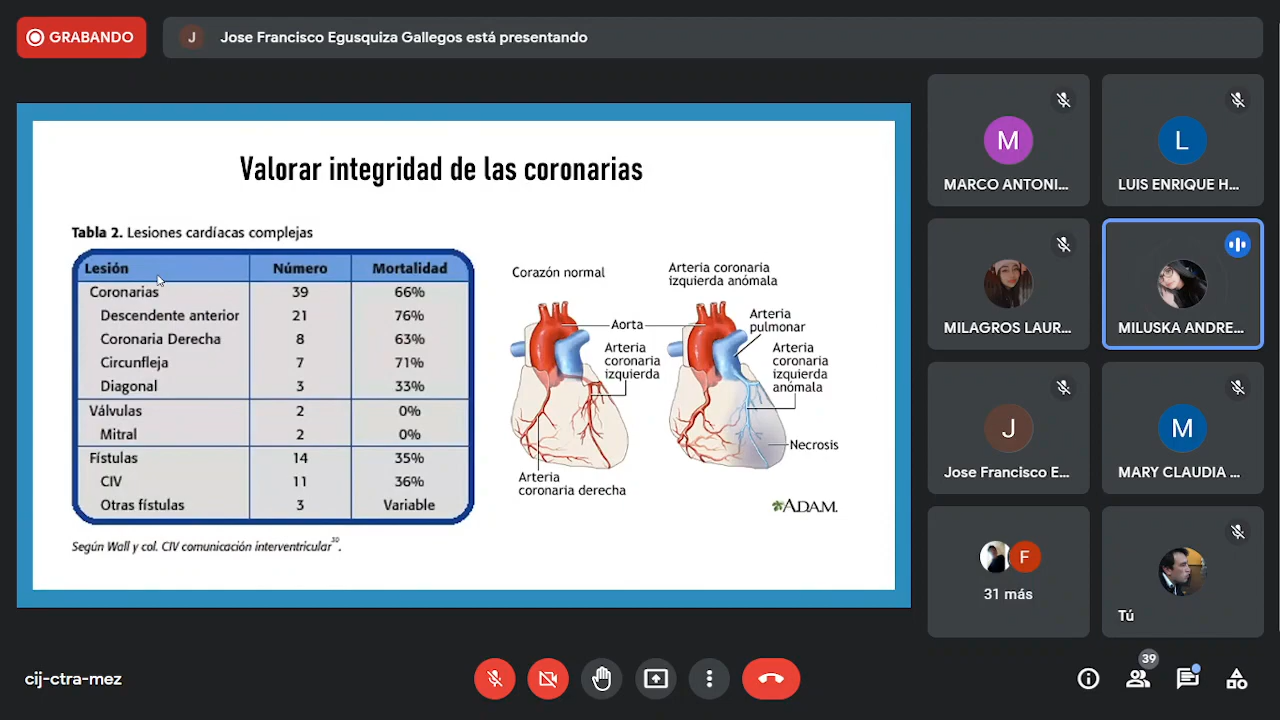 GRABANDO
J
Jose Francisco Egusquiza Gallegos está presentando
Valorar integridad de las coronarias
Tabla 2. Lesiones cardíacas complejas
Lesión Número Mortalidad
Coronarias 39 66%
Descendente anterior 21 76%
Coronaria Derecha 8 63%
Circunfleja 7 71%
Diagonal 3 33%
Válvulas 2 0%
Mitral 2 0%
Fístulas 14 35%
CIV 11 36%
Otras fístulas 3 Variable
Según Wall y col. CIV comunicación interventricular30.
Corazón normal
Arteria coronaria
izquierda anómala
Aorta
Arteria
pulmonar
Arteria
coronaria
izquierda
Arteria
coronaria
izquierda
anómala
Necrosis
Arteria
coronaria derecha
ADAM.
M
MARCO ANTONI...
L
LUIS ENRIQUE H...
MILAGROS LAUR...
MILUSKA ANDRE...
J
Jose Francisco E...
M
MARY CLAUDIA ...
F
31 más
Tú
cij-ctra-mez
39